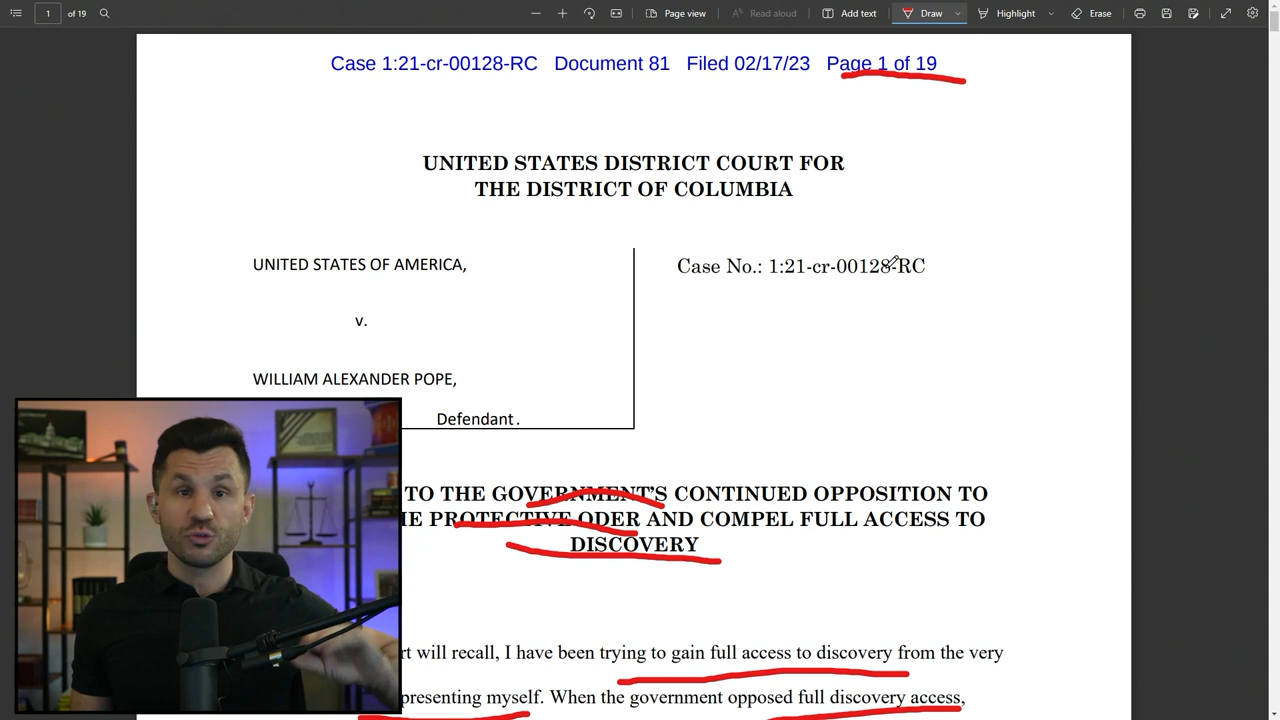 1 of 19 Page view Read aloud Add text Draw Highlight Erase
Case 1:21-cr-00128-RC Document 81 Filed 02/17/23 Page 1 of 19
UNITED STATES DISTRICT COURT FOR
THE DISTRICT OF COLUMBIA
UNITED STATES OF AMERICA,
v.
WILLIAM ALEXANDER POPE,
Defendant.
Case No.: 1:21-cr-00128-RC
TO THE GOVERNMENT'S CONTINUED OPPOSITION TO
PROTECTIVE ODER AND COMPEL FULL ACCESS TO
DISCOVERY
will recall, I have been trying to gain full access to discovery from the very
presenting myself. When the government opposed full discovery access,